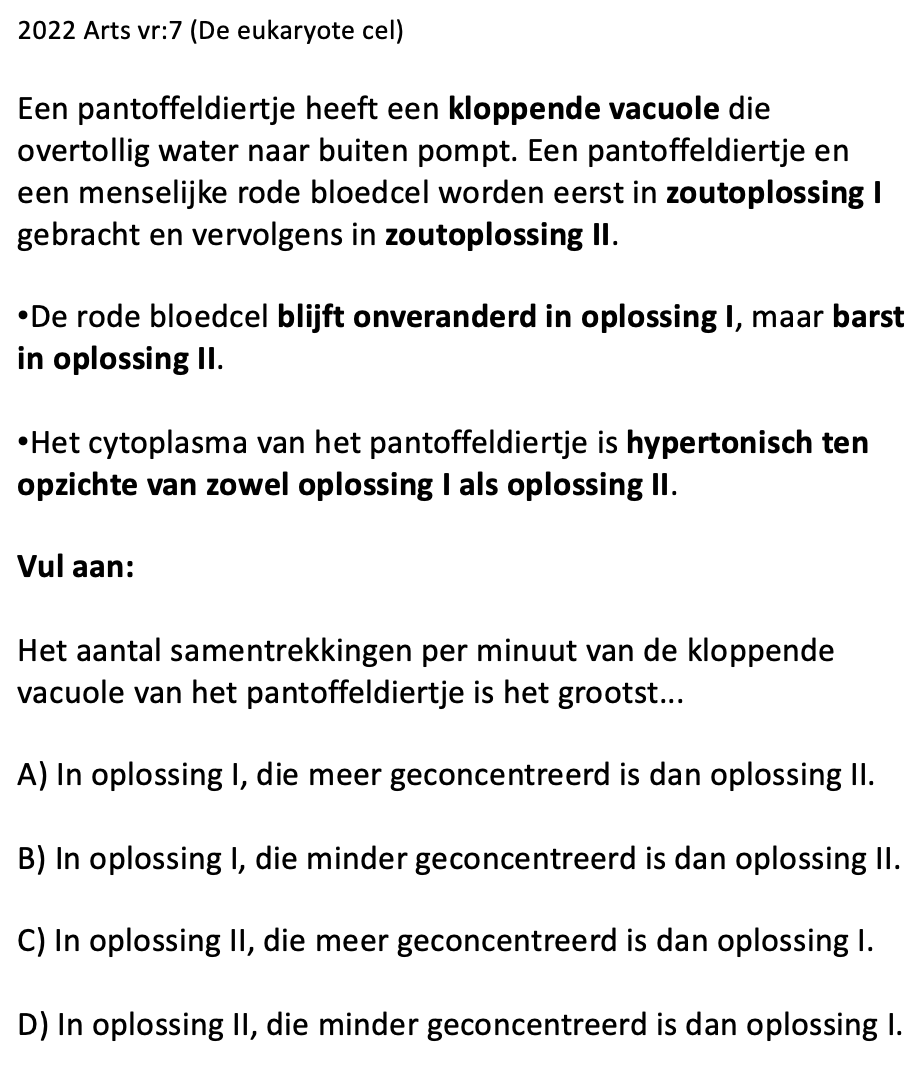 2022 Arts vr:7 (De eukaryote cel)
Een pantoffeldiertje heeft een kloppende vacuole die
overtollig water naar buiten pompt. Een pantoffeldiertje en
een menselijke rode bloedcel worden eerst in zoutoplossing I
gebracht en vervolgens in zoutoplossing II.
•De rode bloedcel blijft onveranderd in oplossing I, maar barst
in oplossing II.
•Het cytoplasma van het pantoffeldiertje is hypertonisch ten
opzichte van zowel oplossing I als oplossing II.
Vul aan:
Het aantal samentrekkingen per minuut van de kloppende
vacuole van het pantoffeldiertje is het grootst...
A) In oplossing I, die meer geconcentreerd is dan oplossing II.
B) In oplossing I, die minder geconcentreerd is dan oplossing II.
C) In oplossing II, die meer geconcentreerd is dan oplossing I.
D) In oplossing II, die minder geconcentreerd is dan oplossing I.